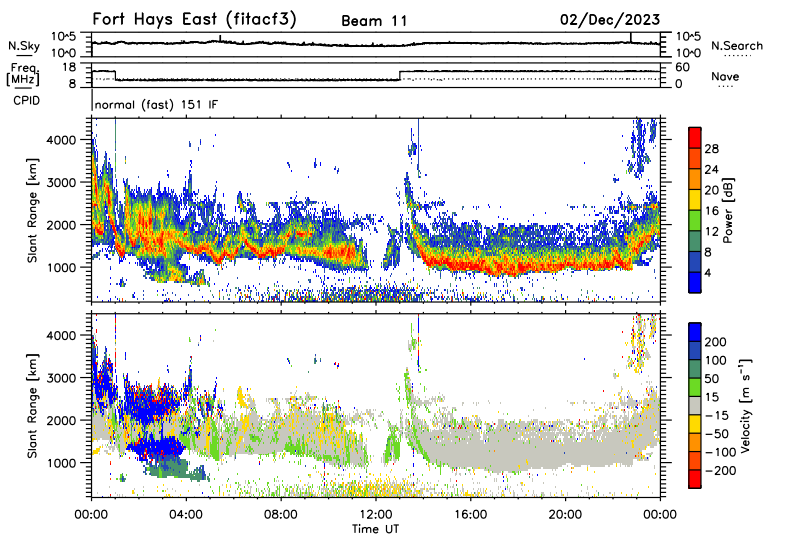 Fort Hays East (fitacf3) Beam 11 02/Dec/2023
N.Sky 10^5 10^0 10^5 10^0 N.Search
Freq. [MHz] 18 8 60 0 Nave
CPID normal (fast) 151 IF
Slant Range [km] 4000 3000 2000 1000
Power [dB] 28 24 20 16 12 8 4
Slant Range [km] 4000 3000 2000 1000
Velocity [m s⁻¹] 200 100 50 15 −15 −50 −100 −200
00:00 04:00 08:00 12:00 16:00 20:00 00:00
Time UT